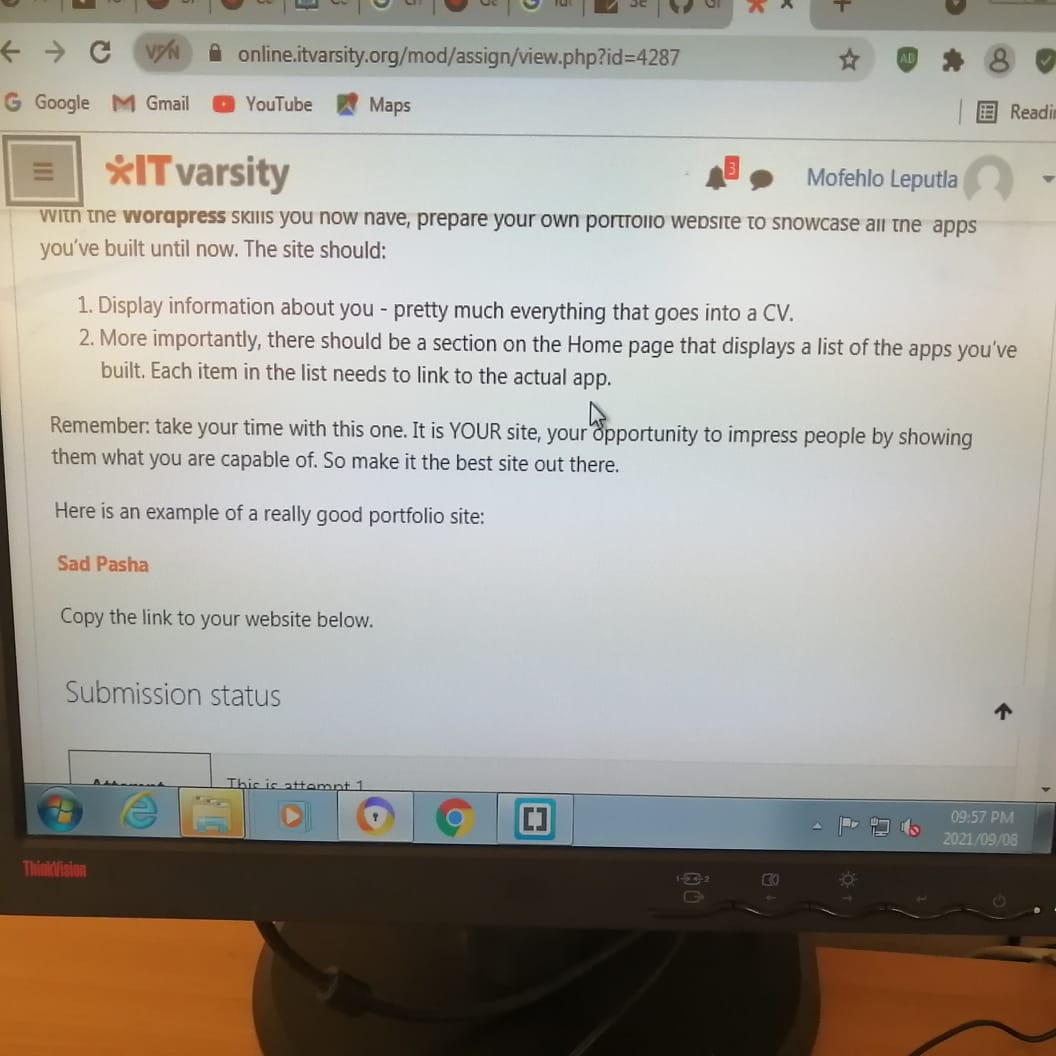 VPN
online.itvarsity.org/mod/assign/view.php?id=4287
AD
Google Gmail YouTube Maps
ITvarsity
3
Mofehlo Leputla
With the Wordpress skills you now have, prepare your own portfolio website to showcase all the apps
you've built until now. The site should:
1. Display information about you - pretty much everything that goes into a CV.
2. More importantly, there should be a section on the Home page that displays a list of the apps you've
built. Each item in the list needs to link to the actual app.
Remember: take your time with this one. It is YOUR site, your opportunity to impress people by showing
them what you are capable of. So make it the best site out there.
Here is an example of a really good portfolio site:
Sad Pasha
Copy the link to your website below.
Submission status
This is attempt 1
09:57 PM
2021/09/08
ThinkVision